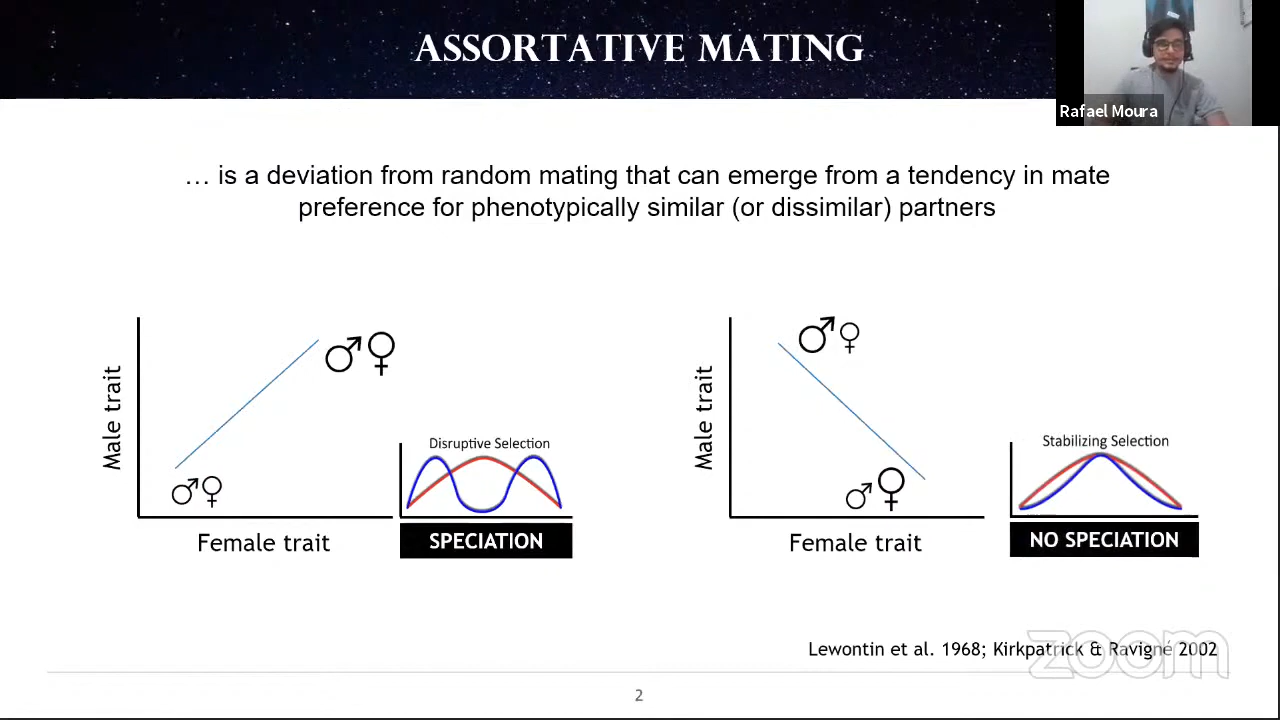 ASSORTATIVE MATING
Rafael Moura
… is a deviation from random mating that can emerge from a tendency in mate
preference for phenotypically similar (or dissimilar) partners
Male trait
Female trait
Disruptive Selection
SPECIATION
Male trait
Female trait
Stabilizing Selection
NO SPECIATION
Lewontin et al. 1968; Kirkpatrick & Ravigné 2002
zoom
2